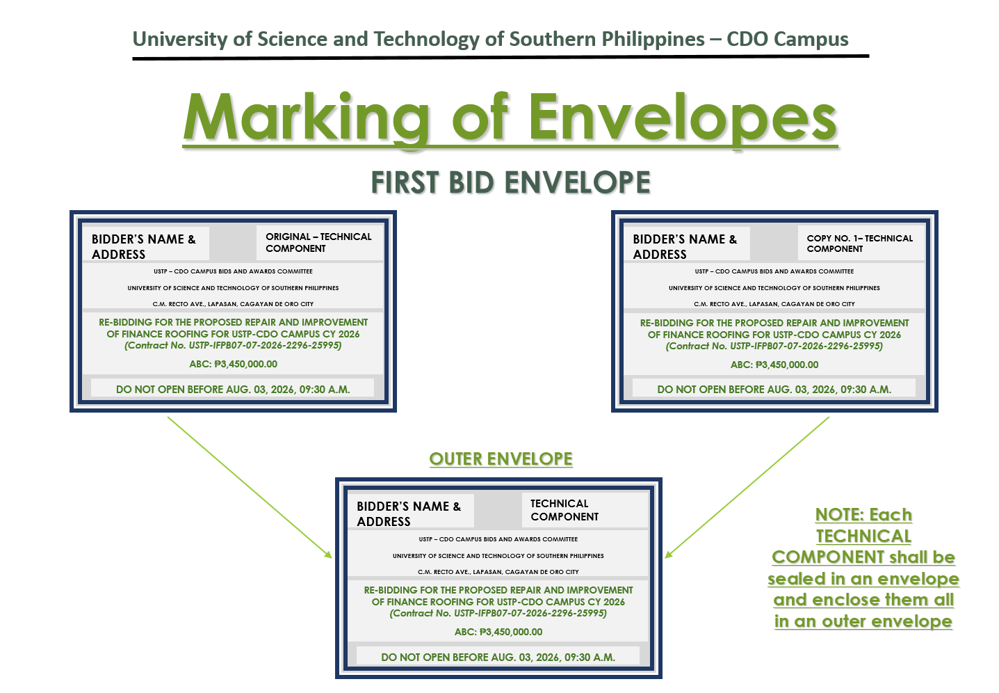 University of Science and Technology of Southern Philippines – CDO Campus
Marking of Envelopes
FIRST BID ENVELOPE
BIDDER’S NAME &
ADDRESS
ORIGINAL – TECHNICAL
COMPONENT
USTP – CDO CAMPUS BIDS AND AWARDS COMMITTEE
UNIVERSITY OF SCIENCE AND TECHNOLOGY OF SOUTHERN PHILIPPINES
C.M. RECTO AVE., LAPASAN, CAGAYAN DE ORO CITY
RE-BIDDING FOR THE PROPOSED REPAIR AND IMPROVEMENT
OF FINANCE ROOFING FOR USTP-CDO CAMPUS CY 2026
(Contract No. USTP-IFPB07-07-2026-2296-25995)
ABC: ₱3,450,000.00
DO NOT OPEN BEFORE AUG. 03, 2026, 09:30 A.M.
BIDDER’S NAME &
ADDRESS
COPY NO. 1– TECHNICAL
COMPONENT
USTP – CDO CAMPUS BIDS AND AWARDS COMMITTEE
UNIVERSITY OF SCIENCE AND TECHNOLOGY OF SOUTHERN PHILIPPINES
C.M. RECTO AVE., LAPASAN, CAGAYAN DE ORO CITY
RE-BIDDING FOR THE PROPOSED REPAIR AND IMPROVEMENT
OF FINANCE ROOFING FOR USTP-CDO CAMPUS CY 2026
(Contract No. USTP-IFPB07-07-2026-2296-25995)
ABC: ₱3,450,000.00
DO NOT OPEN BEFORE AUG. 03, 2026, 09:30 A.M.
OUTER ENVELOPE
BIDDER’S NAME &
ADDRESS
TECHNICAL
COMPONENT
USTP – CDO CAMPUS BIDS AND AWARDS COMMITTEE
UNIVERSITY OF SCIENCE AND TECHNOLOGY OF SOUTHERN PHILIPPINES
C.M. RECTO AVE., LAPASAN, CAGAYAN DE ORO CITY
RE-BIDDING FOR THE PROPOSED REPAIR AND IMPROVEMENT
OF FINANCE ROOFING FOR USTP-CDO CAMPUS CY 2026
(Contract No. USTP-IFPB07-07-2026-2296-25995)
ABC: ₱3,450,000.00
DO NOT OPEN BEFORE AUG. 03, 2026, 09:30 A.M.
NOTE: Each
TECHNICAL
COMPONENT shall be
sealed in an envelope
and enclose them all
in an outer envelope